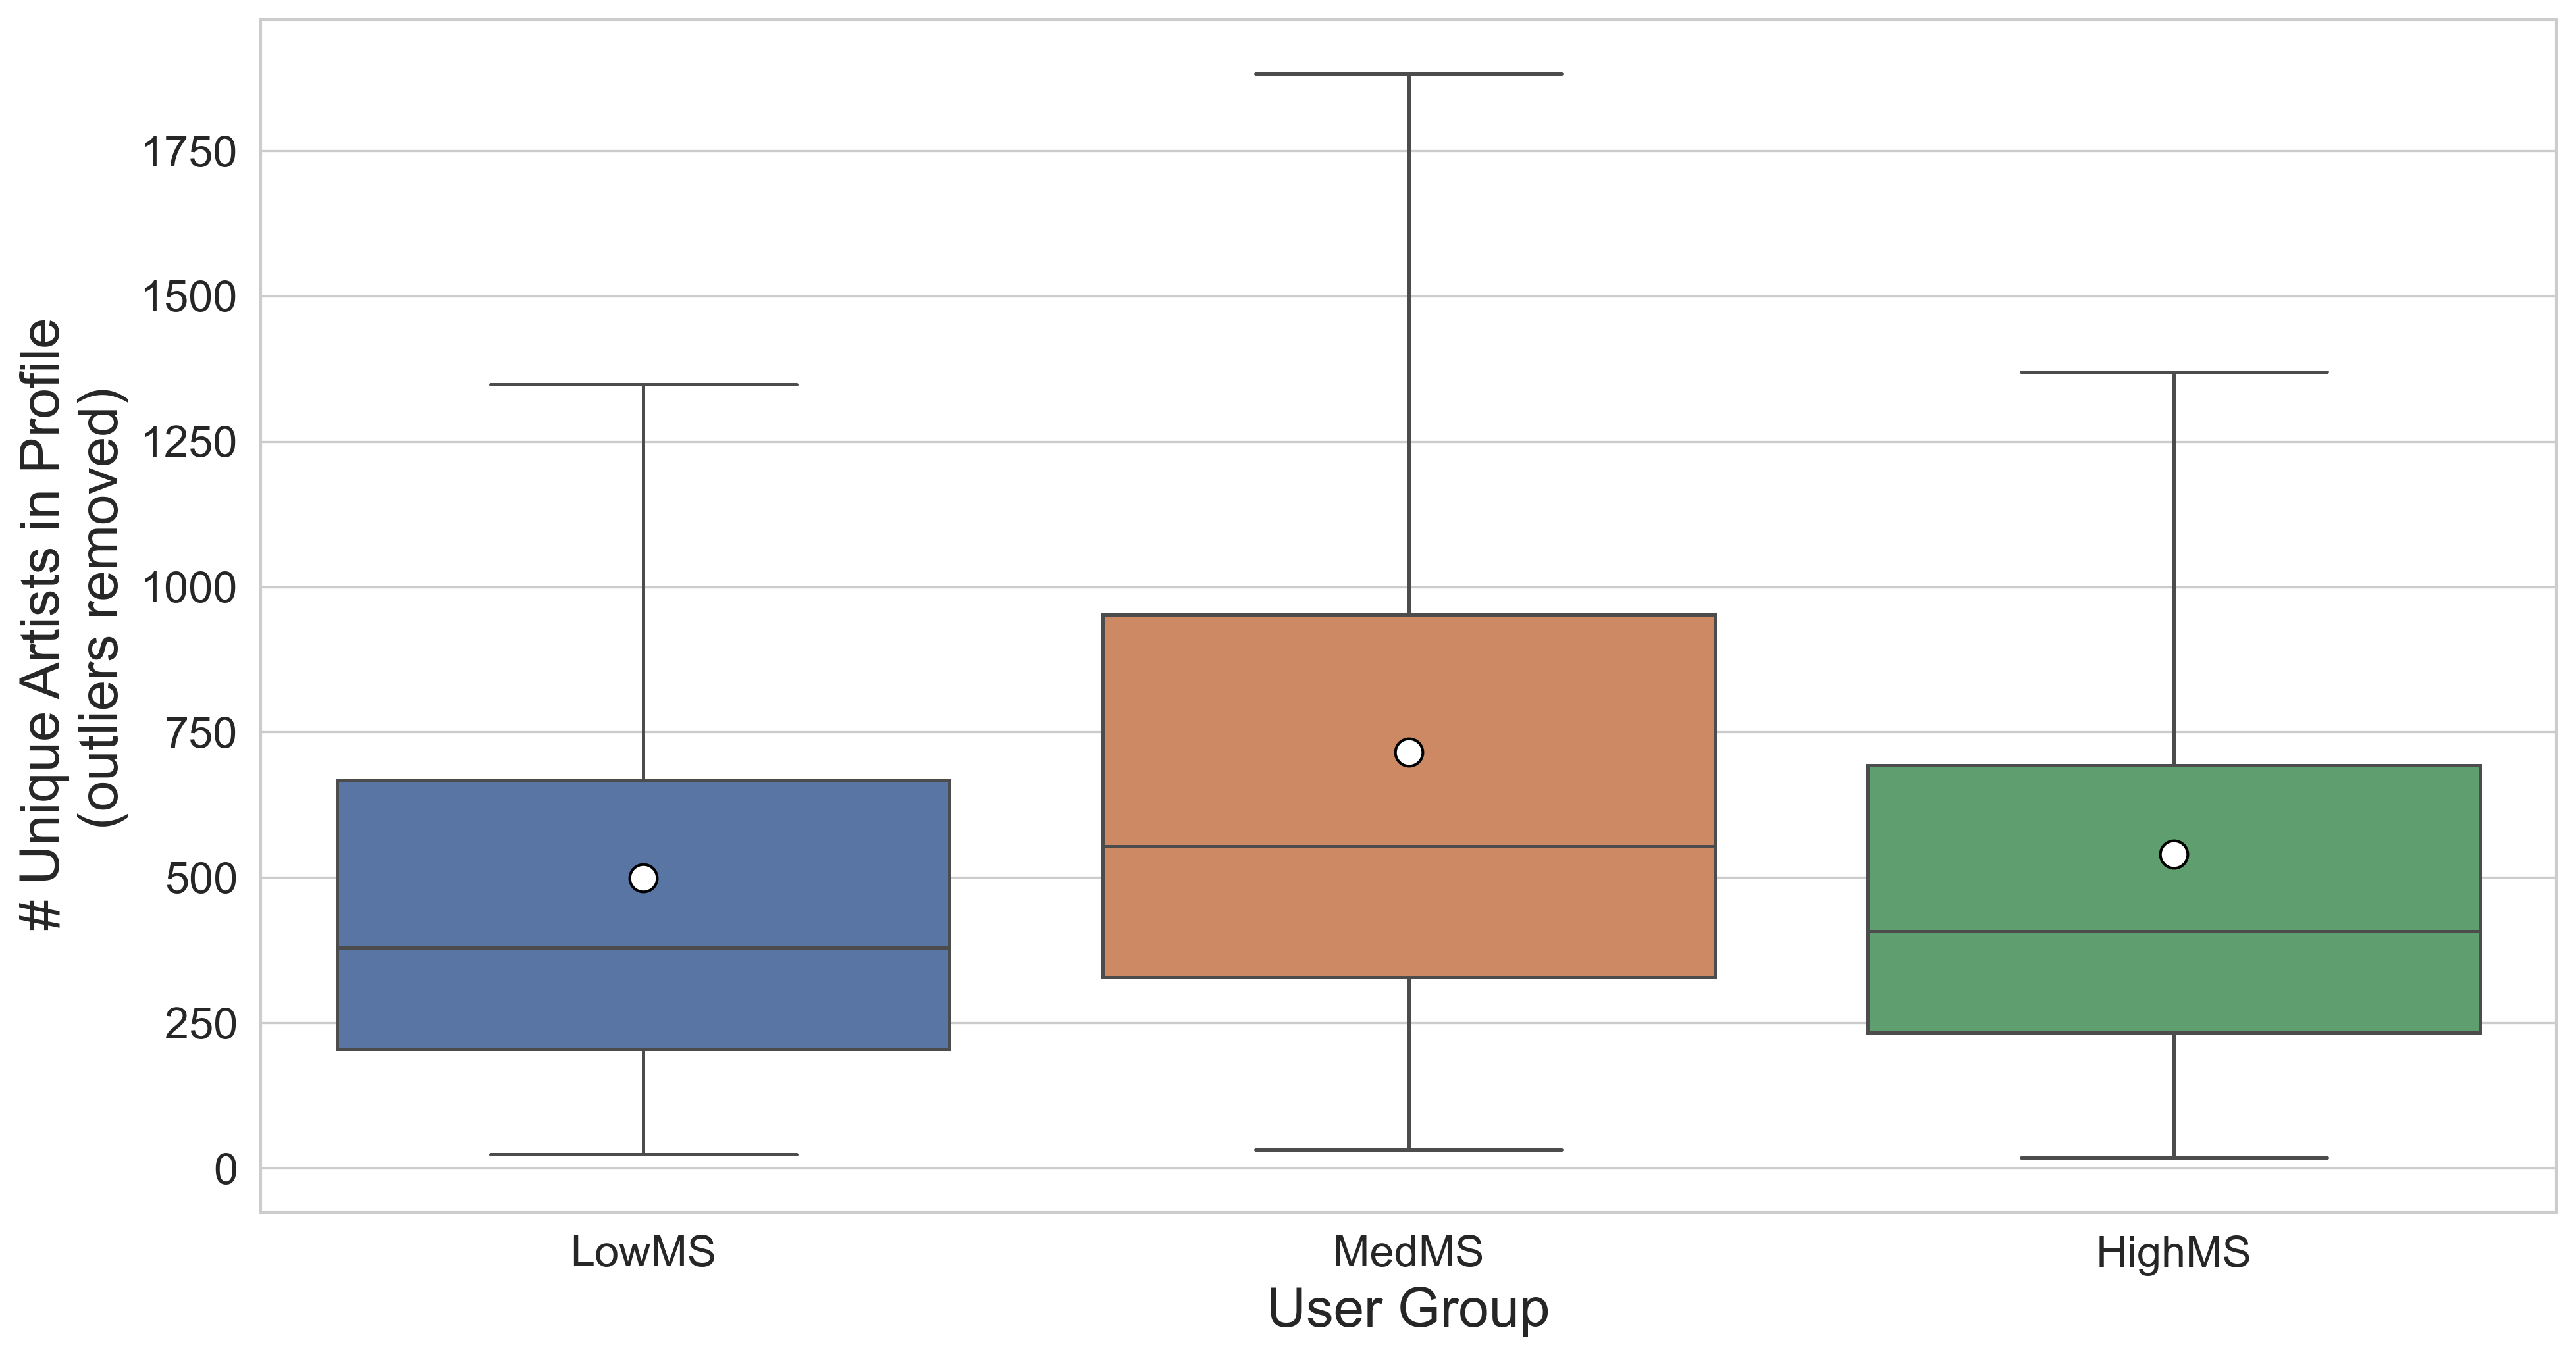 # Unique Artists in Profile
(outliers removed)
1750
1500
1250
1000
750
500
250
0
LowMS
MedMS
HighMS
User Group